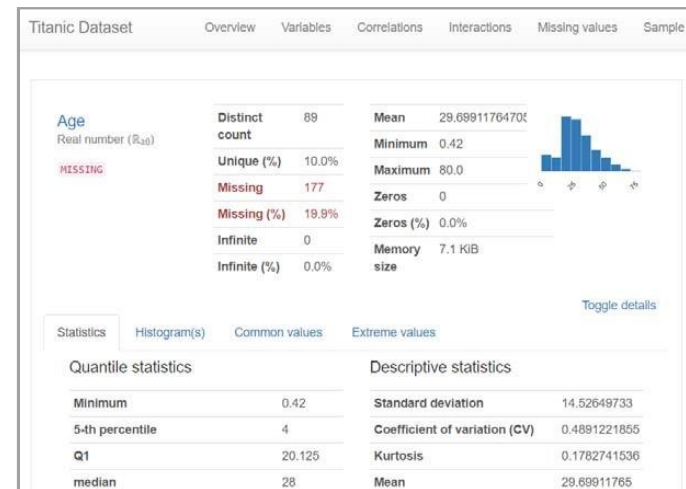 Titanic Dataset Overview Variables Correlations Interactions Missing values Sample
Age
Real number (ℝ≥0)
MISSING
Distinct count 89
Unique (%) 10.0%
Missing 177
Missing (%) 19.9%
Infinite 0
Infinite (%) 0.0%
Mean 29.69911764705
Minimum 0.42
Maximum 80.0
Zeros 0
Zeros (%) 0.0%
Memory size 7.1 KiB
0 25 50 75
Toggle details
Statistics Histogram(s) Common values Extreme values
Quantile statistics
Minimum 0.42
5-th percentile 4
Q1 20.125
median 28
Descriptive statistics
Standard deviation 14.52649733
Coefficient of variation (CV) 0.4891221855
Kurtosis 0.1782741536
Mean 29.69911765